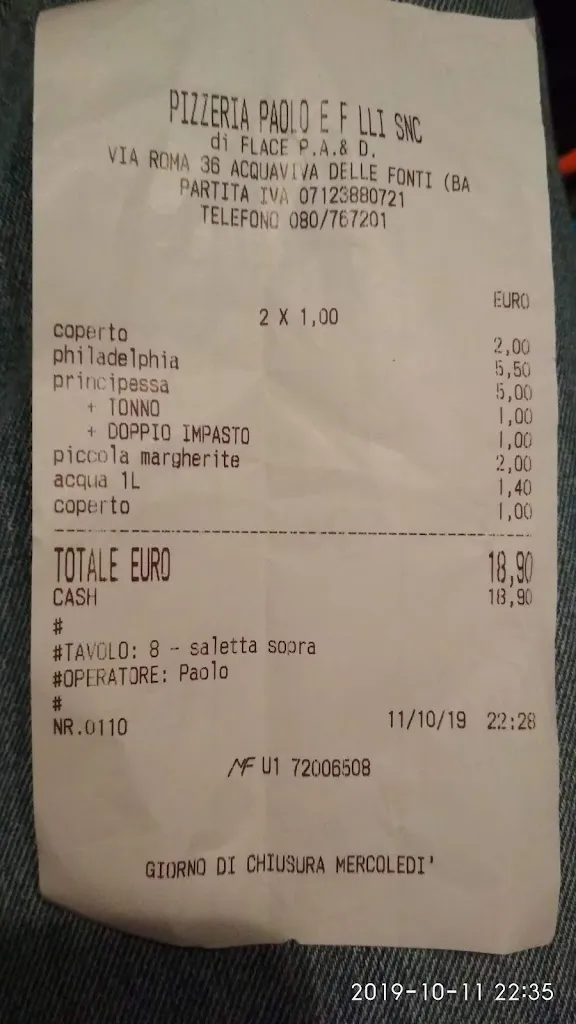 PIZZERIA PAOLO E F LLI SNC
di FLACE P.A.& D.
VIA ROMA 36 ACQUAVIVA DELLE FONTI (BA
PARTITA IVA 07123880721
TELEFONO 080/767201
EURO
2 X 1,00
coperto 2,00
philadelphia 5,50
principessa 5,00
+ TONNO 1,00
+ DOPPIO IMPASTO 1,00
piccola margherite 2,00
acqua 1L 1,40
coperto 1,00
TOTALE EURO 18,90
CASH 18,90
#
#TAVOLO: 8 - saletta sopra
#OPERATORE: Paolo
#
NR.0110 11/10/19 22:28
MF U1 72006508
GIORNO DI CHIUSURA MERCOLEDI'
2019-10-11 22:35